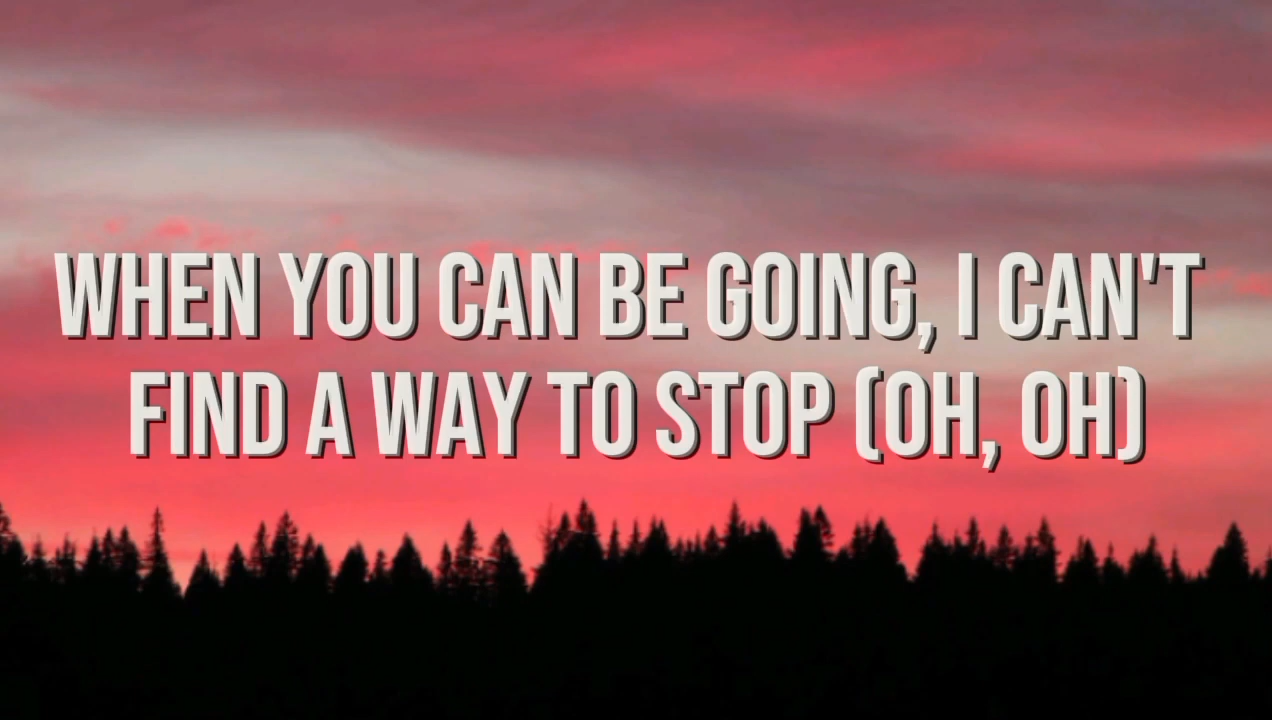 WHEN YOU CAN BE GOING, I CAN'T
FIND A WAY TO STOP (OH, OH)